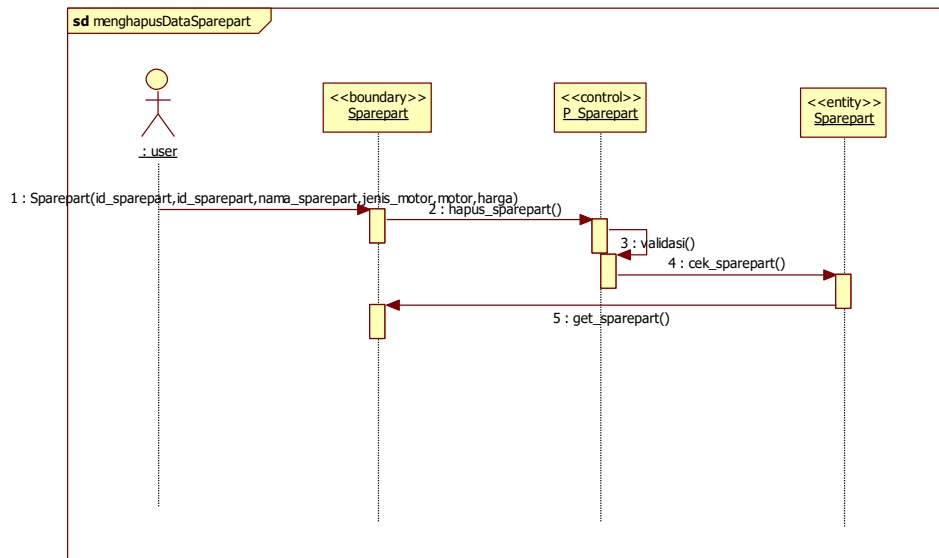 sd menghapusDataSparepart
<<boundary>>
Sparepart
<<control>>
P_Sparepart
<<entity>>
Sparepart
: user
1 : Sparepart(id_sparepart,id_sparepart,nama_sparepart,jenis_motor,motor,harga)
2 : hapus_sparepart()
3 : validasi()
4 : cek_sparepart()
5 : get_sparepart()